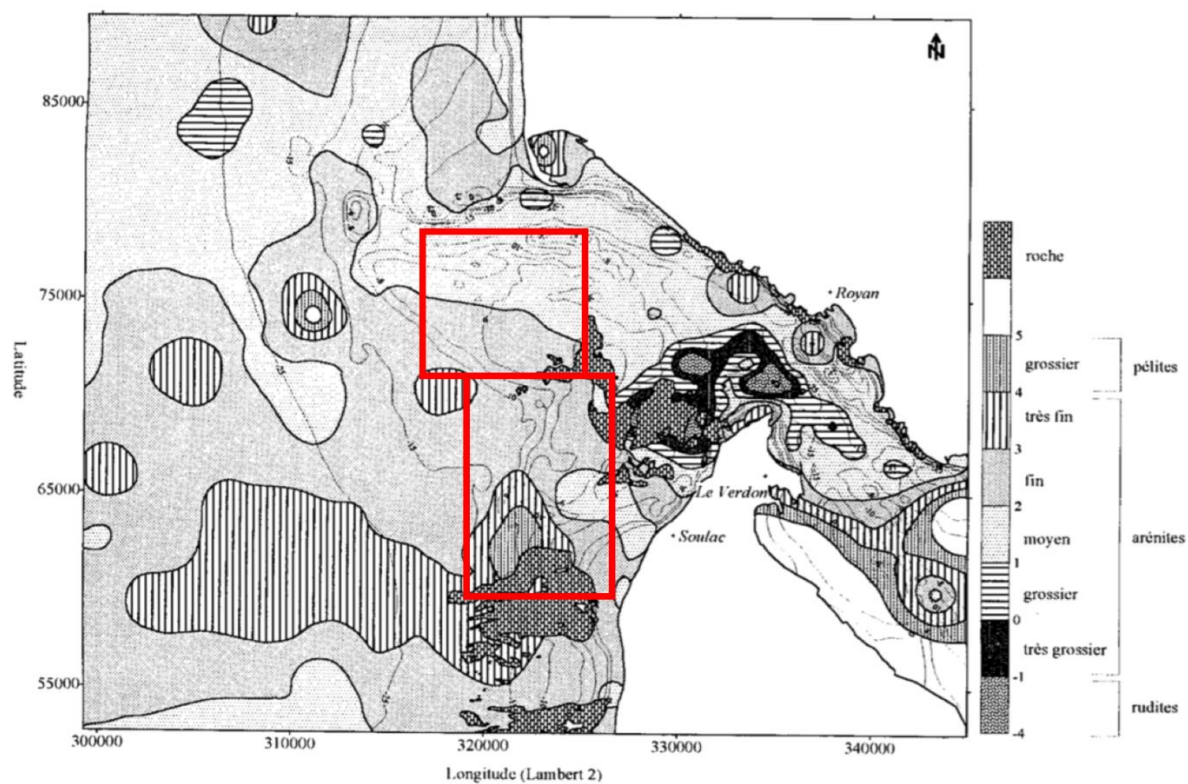 N
85000
75000
65000
55000
Latitude
300000
310000
320000
330000
340000
Longitude (Lambert 2)
Royan
Le Verdon
Soulac
roche
5
grossier
pélites
4
très fin
3
fin
2
moyen
arénites
1
grossier
0
très grossier
-1
rudites
-4